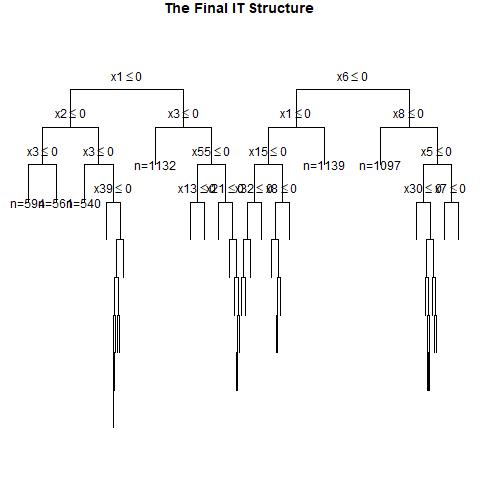 The Final IT Structure
x1 ≤ 0 x6 ≤ 0
x2 ≤ 0 x3 ≤ 0 x1 ≤ 0 x8 ≤ 0
x3 ≤ 0 x3 ≤ 0 x55 ≤ 0 x15 ≤ 0 x5 ≤ 0
n=1132 n=1139 n=1097
x39 ≤ 0 x13 ≤ 0 x21 ≤ 0 x32 ≤ 0 x8 ≤ 0 x30 ≤ 0 x7 ≤ 0
n=594 n=561 n=540